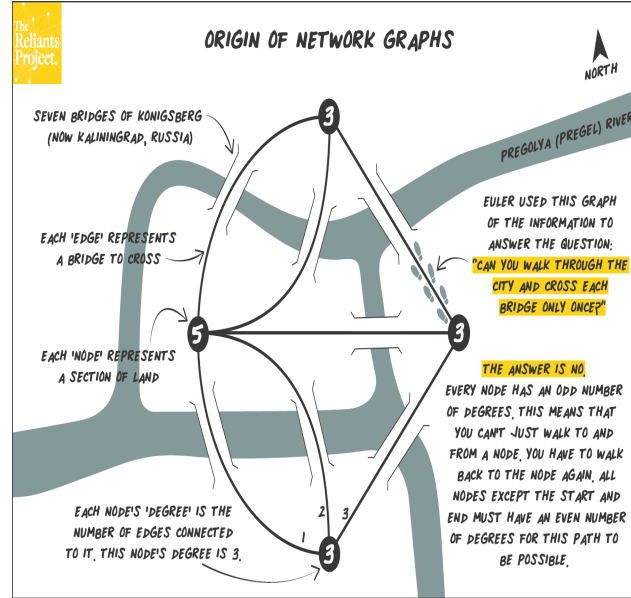 The
Reliants
Project.
ORIGIN OF NETWORK GRAPHS
NORTH
PREGOLYA (PREGEL) RIVER
SEVEN BRIDGES OF KONIGSBERG
(NOW KALININGRAD, RUSSIA)
3
EACH 'EDGE' REPRESENTS
A BRIDGE TO CROSS
EULER USED THIS GRAPH
OF THE INFORMATION TO
ANSWER THE QUESTION:
"CAN YOU WALK THROUGH THE
CITY AND CROSS EACH
BRIDGE ONLY ONCE?"
5
3
EACH 'NODE' REPRESENTS
A SECTION OF LAND
THE ANSWER IS NO.
EVERY NODE HAS AN ODD NUMBER
OF DEGREES. THIS MEANS THAT
YOU CAN'T JUST WALK TO AND
FROM A NODE. YOU HAVE TO WALK
BACK TO THE NODE AGAIN. ALL
NODES EXCEPT THE START AND
END MUST HAVE AN EVEN NUMBER
OF DEGREES FOR THIS PATH TO
BE POSSIBLE.
EACH NODE'S 'DEGREE' IS THE
NUMBER OF EDGES CONNECTED
TO IT. THIS NODE'S DEGREE IS 3.
1
2
3
3